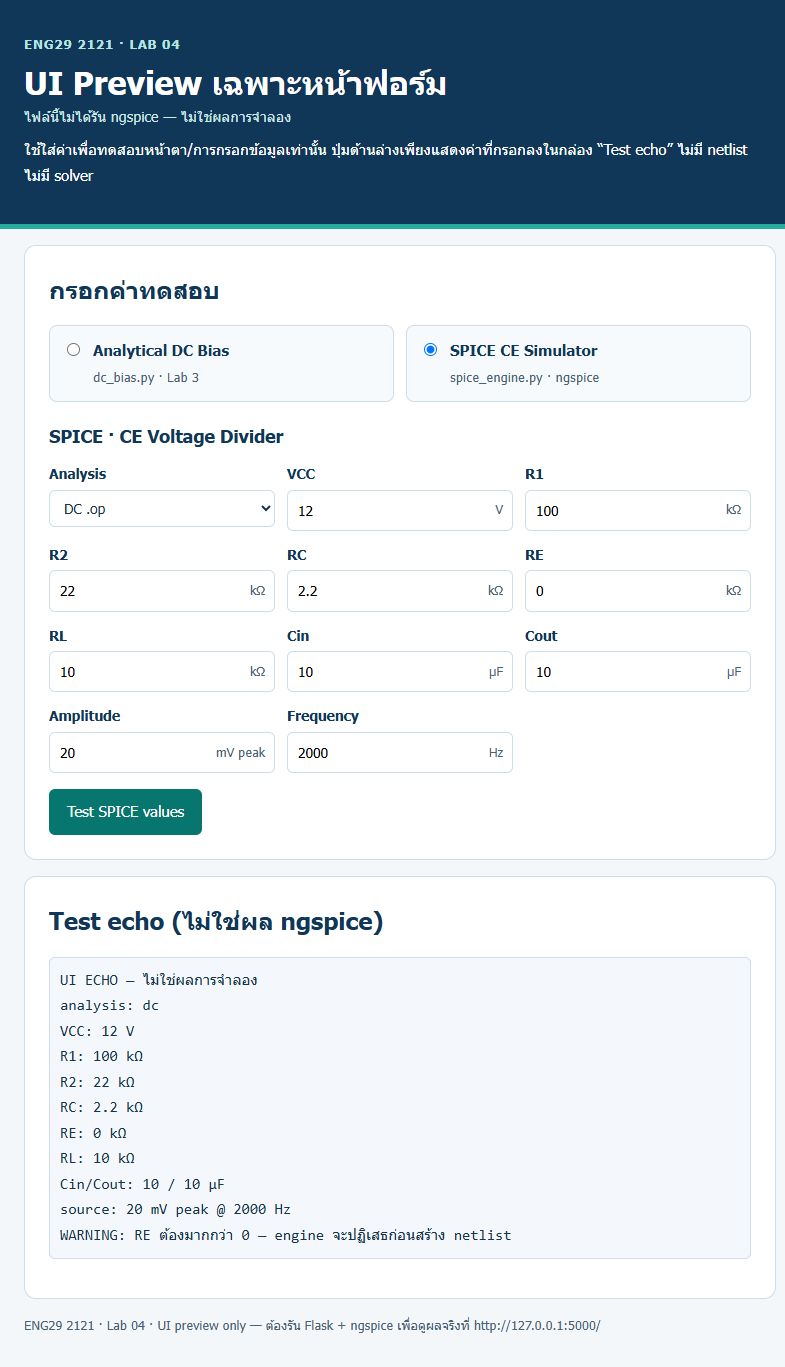 ENG29 2121 · LAB 04
UI Preview เฉพาะหน้าฟอร์ม
ไฟล์นี้ไม่ได้รัน ngspice — ไม่ใช่ผลการจำลอง
ใช้ใส่ค่าเพื่อทดสอบหน้าตา/การกรอกข้อมูลเท่านั้น ปุ่มด้านล่างเพียงแสดงค่าที่กรอกลงในกล่อง “Test echo” ไม่มี netlist
ไม่มี solver
กรอกค่าทดสอบ
Analytical DC Bias
dc_bias.py · Lab 3
SPICE CE Simulator
spice_engine.py · ngspice
SPICE · CE Voltage Divider
Analysis
DC .op
VCC
12 V
R1
100 kΩ
R2
22 kΩ
RC
2.2 kΩ
RE
0 kΩ
RL
10 kΩ
Cin
10 µF
Cout
10 µF
Amplitude
20 mV peak
Frequency
2000 Hz
Test SPICE values
Test echo (ไม่ใช่ผล ngspice)
UI ECHO — ไม่ใช่ผลการจำลอง
analysis: dc
VCC: 12 V
R1: 100 kΩ
R2: 22 kΩ
RC: 2.2 kΩ
RE: 0 kΩ
RL: 10 kΩ
Cin/Cout: 10 / 10 µF
source: 20 mV peak @ 2000 Hz
WARNING: RE ต้องมากกว่า 0 — engine จะปฏิเสธก่อนสร้าง netlist
ENG29 2121 · Lab 04 · UI preview only — ต้องรัน Flask + ngspice เพื่อดูผลจริงที่ http://127.0.0.1:5000/